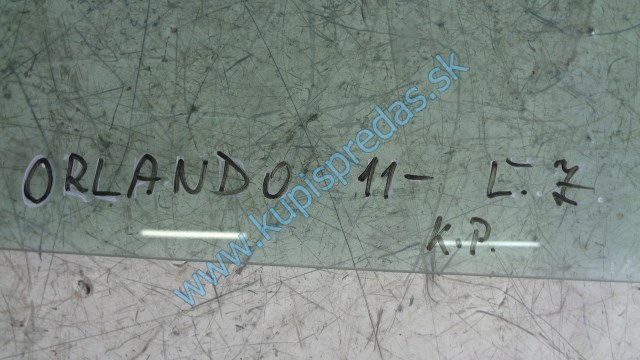 ORLANDO 11- L.Z.
K.P.
www.kupispredas.sk